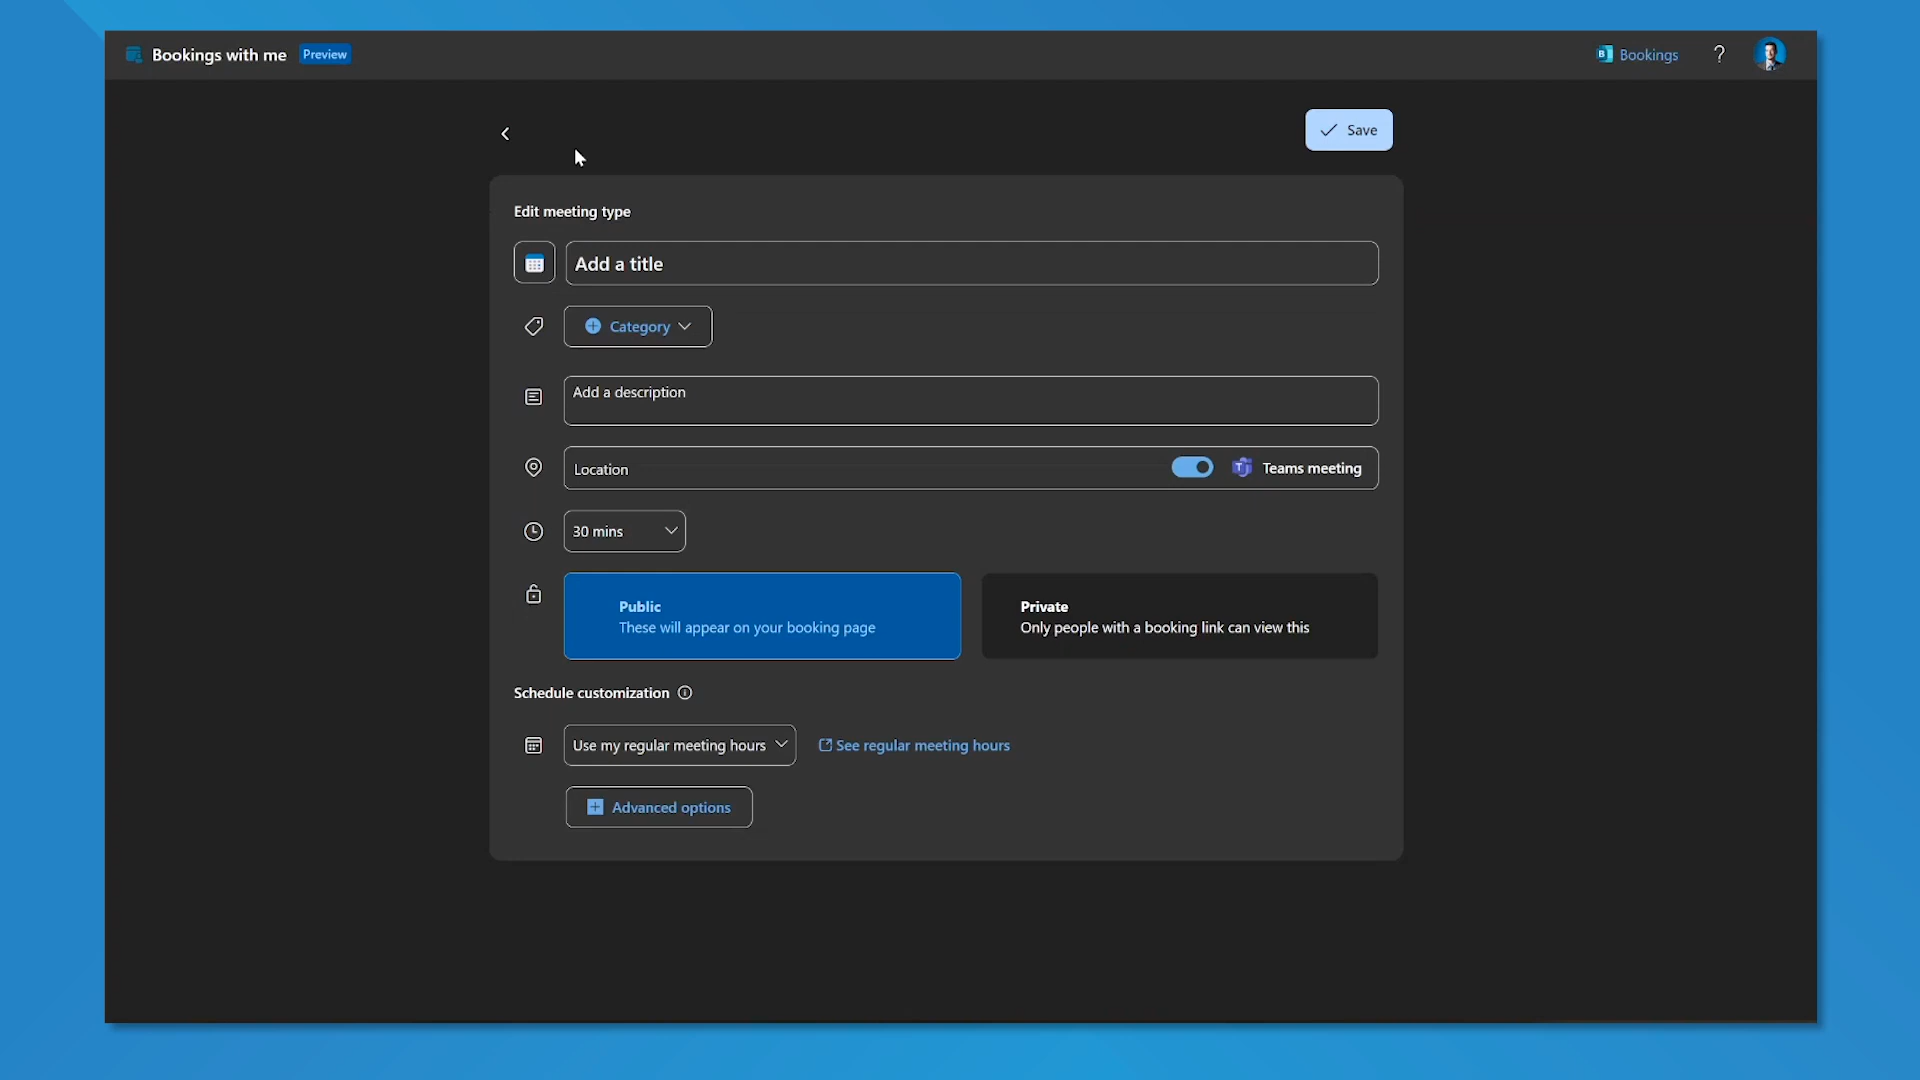 Bookings with me
Preview
Bookings
?
Save
Edit meeting type
Add a title
Category
Add a description
Location
Teams meeting
30 mins
Public
These will appear on your booking page
Private
Only people with a booking link can view this
Schedule customization
Use my regular meeting hours
See regular meeting hours
Advanced options